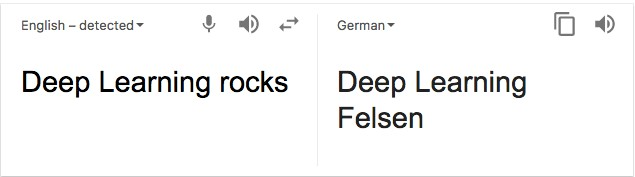 English – detected
German
Deep Learning rocks
Deep Learning
Felsen